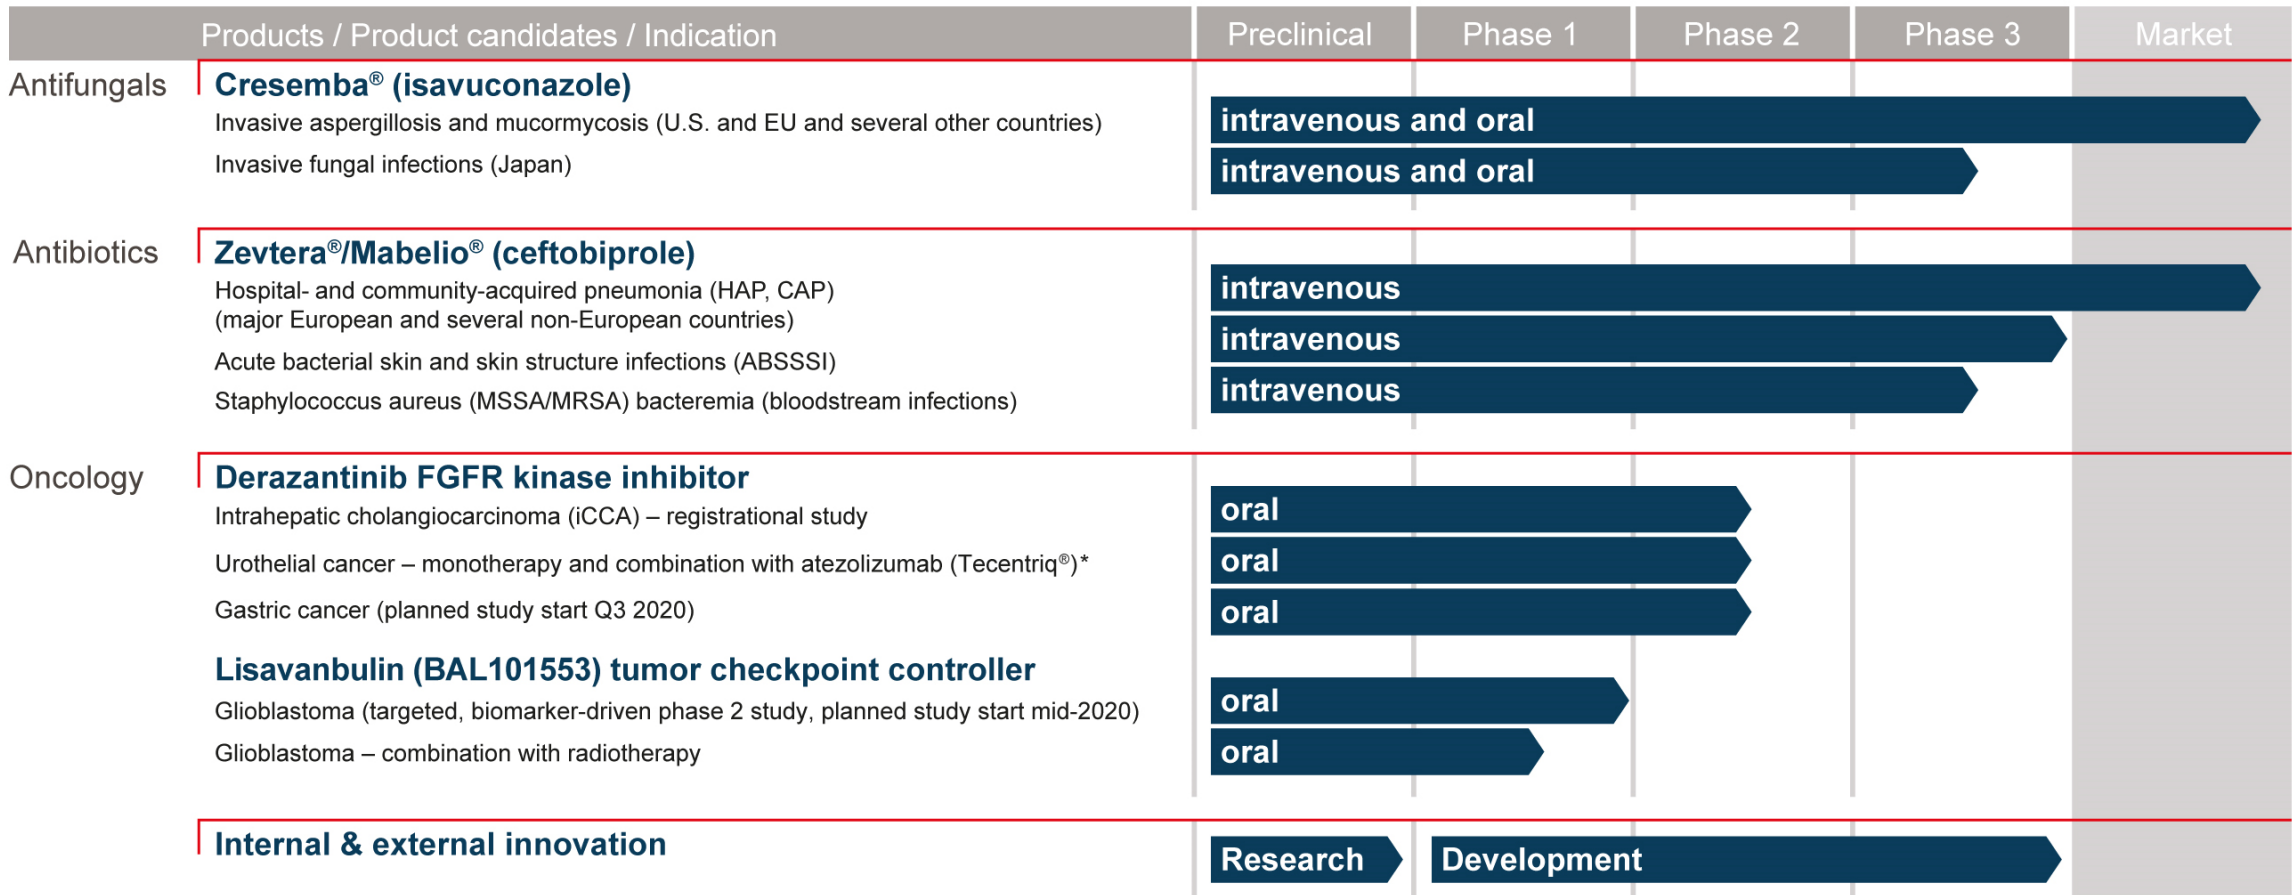 Products / Product candidates / Indication Preclinical Phase 1 Phase 2 Phase 3 Market
Antifungals Cresemba® (isavuconazole)
Invasive aspergillosis and mucormycosis (U.S. and EU and several other countries) intravenous and oral
Invasive fungal infections (Japan) intravenous and oral
Antibiotics Zevtera®/Mabelio® (ceftobiprole)
Hospital- and community-acquired pneumonia (HAP, CAP) intravenous
(major European and several non-European countries)
Acute bacterial skin and skin structure infections (ABSSSI) intravenous
Staphylococcus aureus (MSSA/MRSA) bacteremia (bloodstream infections) intravenous
Oncology Derazantinib FGFR kinase inhibitor
Intrahepatic cholangiocarcinoma (iCCA) – registrational study oral
Urothelial cancer – monotherapy and combination with atezolizumab (Tecentriq®)* oral
Gastric cancer (planned study start Q3 2020) oral
Lisavanbulin (BAL101553) tumor checkpoint controller
Glioblastoma (targeted, biomarker-driven phase 2 study, planned study start mid-2020) oral
Glioblastoma – combination with radiotherapy oral
Internal & external innovation Research Development